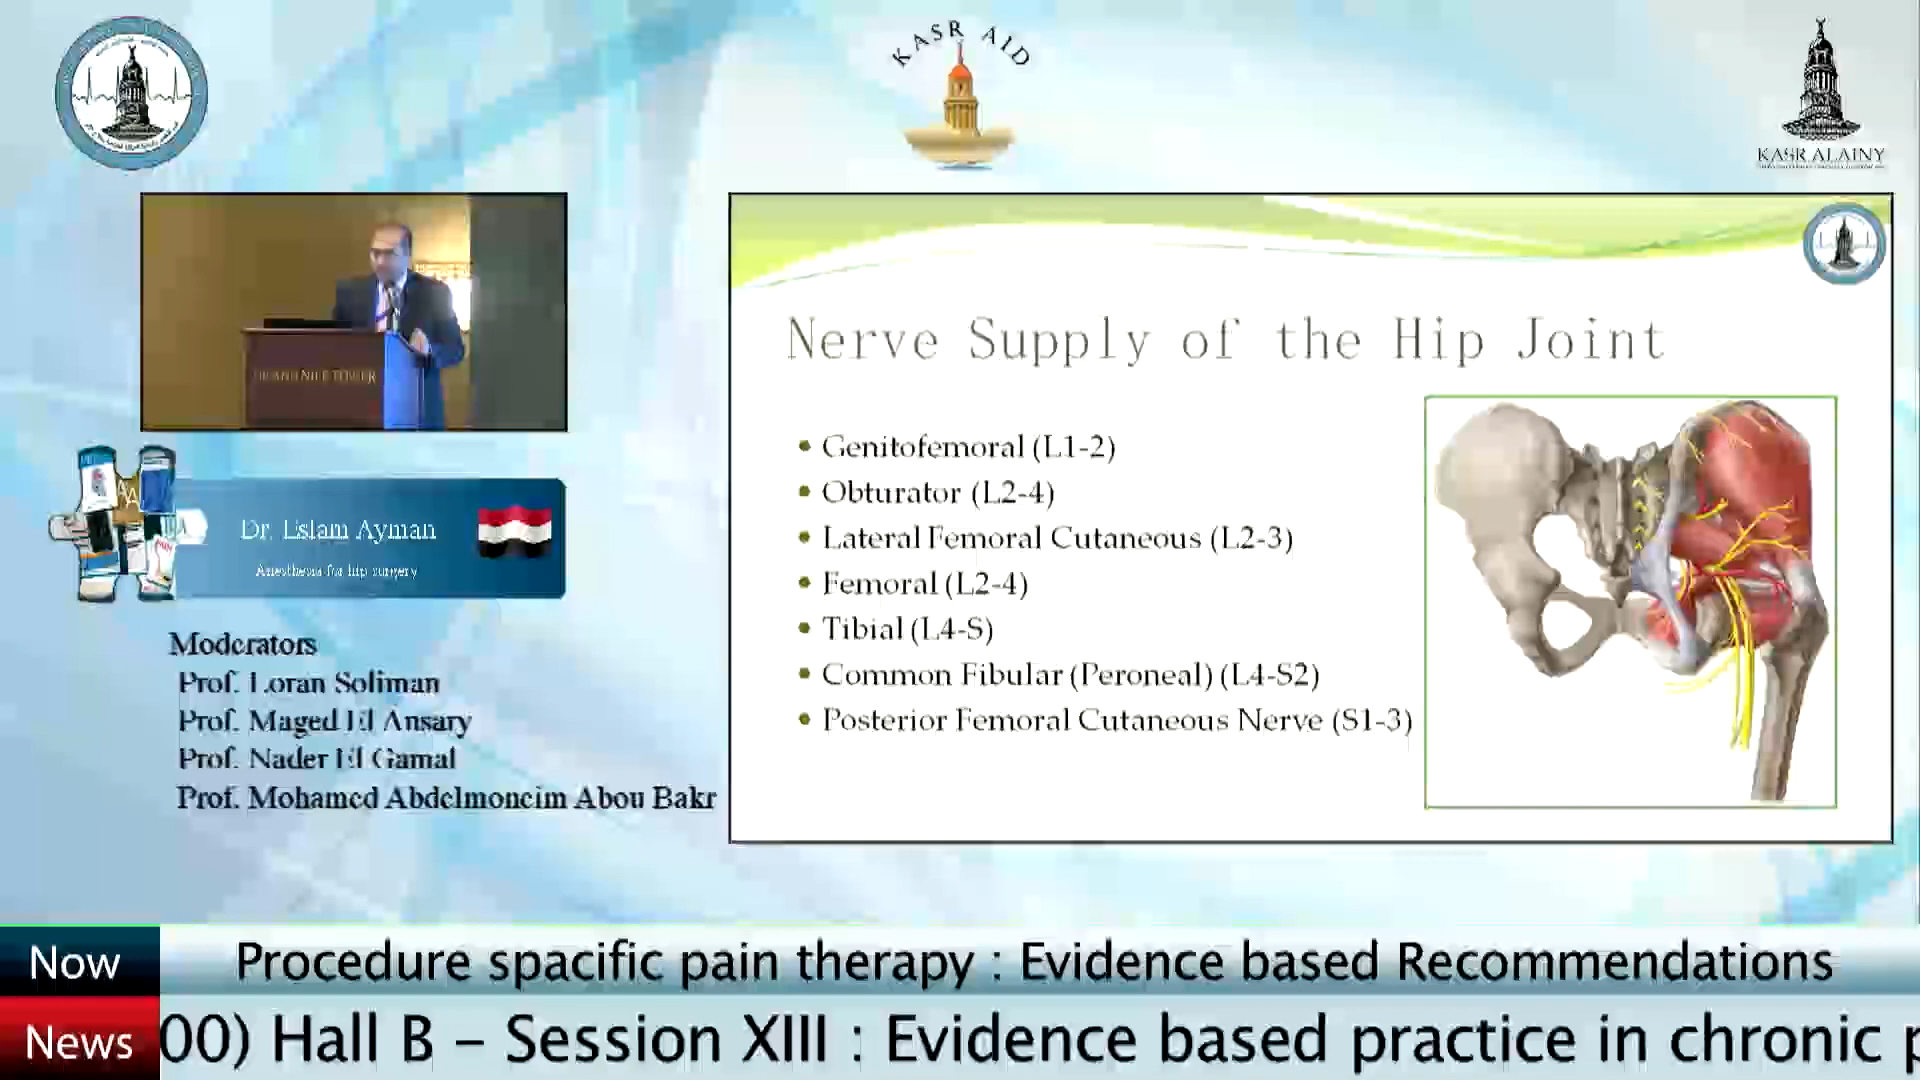 KASR AID
KASR ALAINY
GRAND NILE TOWER
Nerve Supply of the Hip Joint
Genitofemoral (L1-2)
Obturator (L2-4)
Lateral Femoral Cutaneous (L2-3)
Femoral (L2-4)
Tibial (L4-S)
Common Fibular (Peroneal) (L4-S2)
Posterior Femoral Cutaneous Nerve (S1-3)
Dr. Eslam Ayman
Anesthesia for hip surgery
Moderators
Prof. Loran Soliman
Prof. Maged El Ansary
Prof. Nader El Gamal
Prof. Mohamed Abdelmoneim Abou Bakr
Now Procedure spacific pain therapy : Evidence based Recommendations
News 00) Hall B – Session XIII : Evidence based practice in chronic p